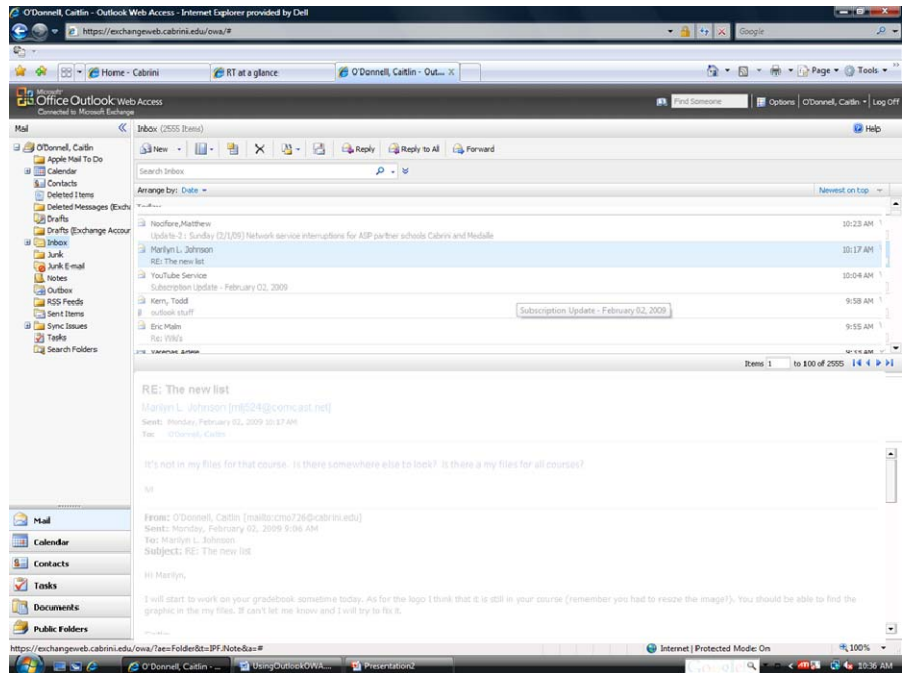 O'Donnell, Caitlin - Outlook Web Access - Internet Explorer provided by Dell
https://exchangeweb.cabrini.edu/owa/#
Google
Home - Cabrini
RT at a glance
O'Donnell, Caitlin - Out...
Page
Tools
Microsoft
Office Outlook Web Access
Connected to Microsoft Exchange
Find Someone
Options
O'Donnell, Caitlin
Log Off
Mail
Inbox (2555 Items)
Help
O'Donnell, Caitlin
Apple Mail To Do
Calendar
Contacts
Deleted Items
Deleted Messages (Excha
Drafts
Drafts (Exchange Accour
Inbox
Junk
Junk E-mail
Notes
Outbox
RSS Feeds
Sent Items
Sync Issues
Tasks
Search Folders
New
Reply
Reply to All
Forward
Search Inbox
Arrange by: Date
Newest on top
Nocifore,Matthew
10:23 AM
Update-2 : Sunday (2/1/09) Network service interruptions for ASP partner schools Cabrini and Medaille
Marilyn L. Johnson
10:17 AM
RE: The new list
YouTube Service
10:04 AM
Subscription Update - February 02, 2009
Kern, Todd
9:58 AM
outlook stuff
Subscription Update - February 02, 2009
Eric Malm
9:55 AM
Re: Wiki's
Items 1 to 100 of 2555
RE: The new list
Marilyn L. Johnson [mlj524@comcast.net]
Sent: Monday, February 02, 2009 10:17 AM
To: O'Donnell, Caitlin
It's not in my files for that course. Is there somewhere else to look? Is there a my files for all courses?
From: O'Donnell, Caitlin [mailto:cmo726@cabrini.edu]
Sent: Monday, February 02, 2009 9:06 AM
To: Marilyn L. Johnson
Subject: RE: The new list
Hi Marilyn,
I will start to work on your gradebook sometime today. As for the logo I think that it is still in your course (remember you had to resize the image?). You should be able to find the
graphic in the my files. If can't let me know and I will try to fix it.
Mail
Calendar
Contacts
Tasks
Documents
Public Folders
https://exchangeweb.cabrini.edu/owa/?ae=Folder&t=IPF.Note&a=#
Internet | Protected Mode: On
100%
O'Donnell, Caitlin - ...
UsingOutlookOWA...
Presentation2
10:36 AM